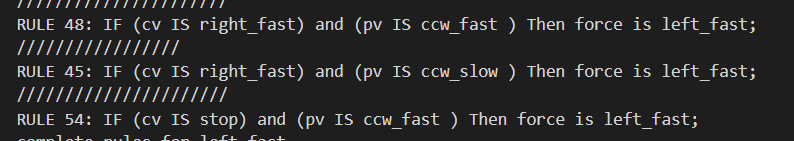 //////////////////////
RULE 48: IF (cv IS right_fast) and (pv IS ccw_fast ) Then force is left_fast;
/////////////////
RULE 45: IF (cv IS right_fast) and (pv IS ccw_slow ) Then force is left_fast;
//////////////////////
RULE 54: IF (cv IS stop) and (pv IS ccw_fast ) Then force is left_fast;
complete rules for left fast